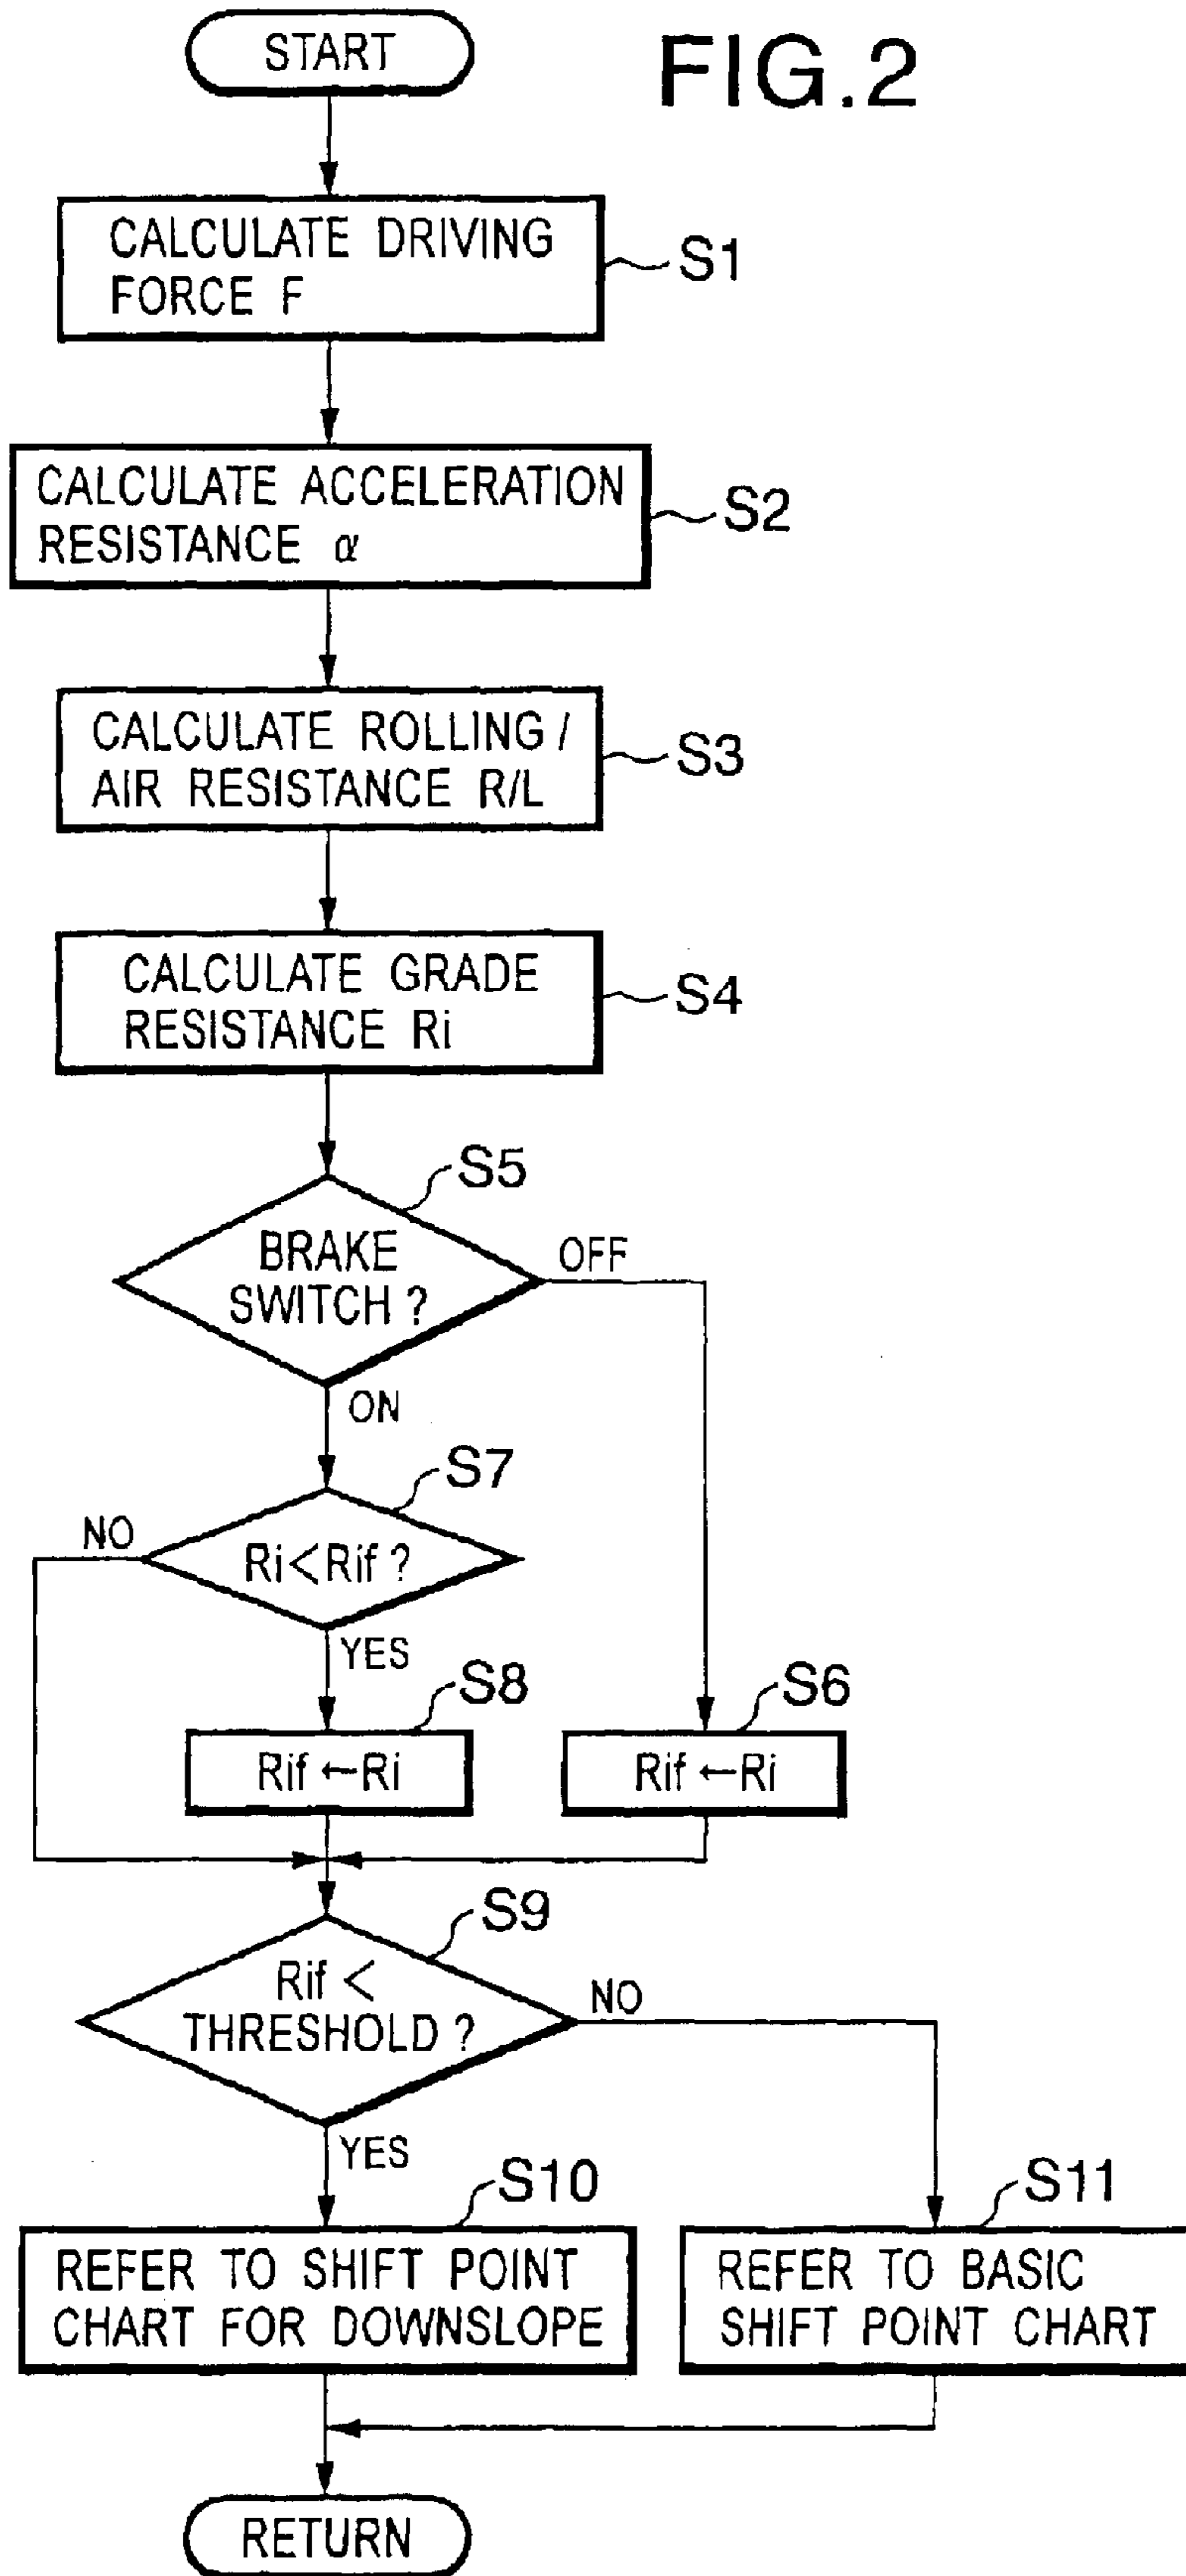 FIG.2
START
CALCULATE DRIVING
FORCE F
S1
CALCULATE ACCELERATION
RESISTANCE α
S2
CALCULATE ROLLING /
AIR RESISTANCE R/L
S3
CALCULATE GRADE
RESISTANCE Ri
S4
S5
BRAKE
SWITCH ?
OFF
ON
S7
NO
Ri<Rif ?
YES
S8
Rif ←Ri
S6
Rif ←Ri
S9
Rif <
THRESHOLD ?
NO
YES
S10
REFER TO SHIFT POINT
CHART FOR DOWNSLOPE
S11
REFER TO BASIC
SHIFT POINT CHART
RETURN